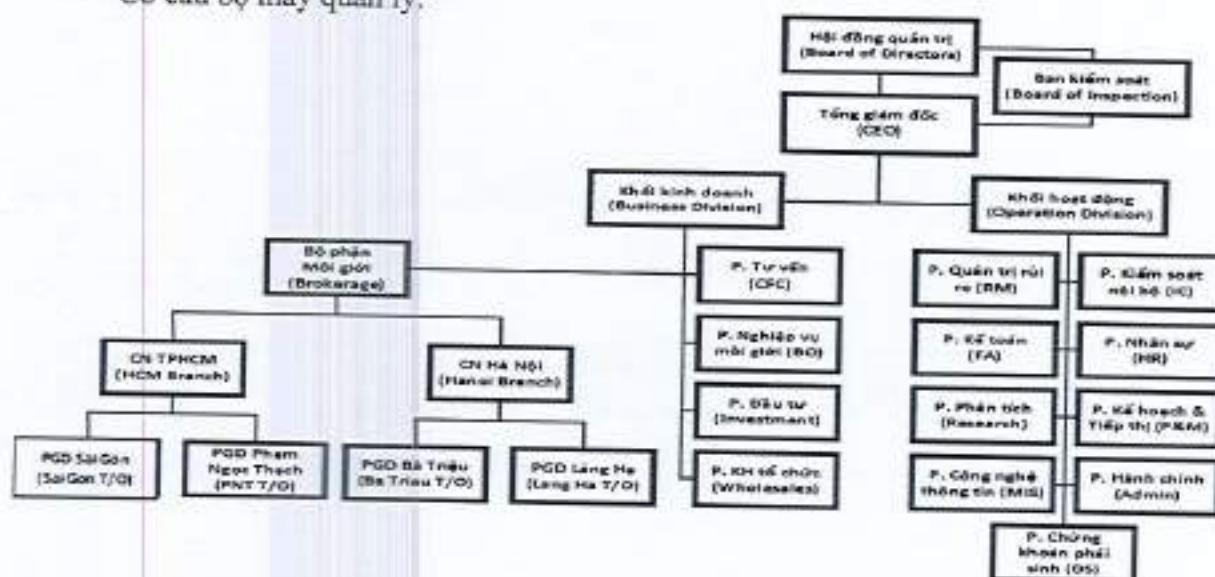 Cơ cấu bộ máy quản lý:
Hội đồng quản trị
(Board of Directors)
Ban kiểm soát
(Board of Inspection)
Tổng giám đốc
(CEO)
Khối kinh doanh
(Business Division)
Khối hoạt động
(Operation Division)
Bộ phận
Môi giới
(Brokerage)
P. Tư vấn
(CFC)
P. Quản trị rủi
ro (RM)
P. Kiểm soát
nội bộ (IC)
CN TPHCM
(HCM Branch)
CN Hà Nội
(Hanoi Branch)
P. Nghiệp vụ
môi giới (BO)
P. Kế toán
(FA)
P. Nhân sự
(HR)
P. Đầu tư
(Investment)
P. Phân tích
(Research)
P. Kế hoạch &
Tiếp thị (P&M)
PGD Sài Gòn
(Sai Gon T/O)
PGD Phạm
Ngọc Thạch
(PNT T/O)
PGD Bà Triệu
(Ba Trieu T/O)
PGD Láng Hạ
(Lang Ha T/O)
P. KH tổ chức
(Wholesales)
P. Công nghệ
thông tin (MIS)
P. Hành chính
(Admin)
P. Chứng
khoán phái
sinh (DS)